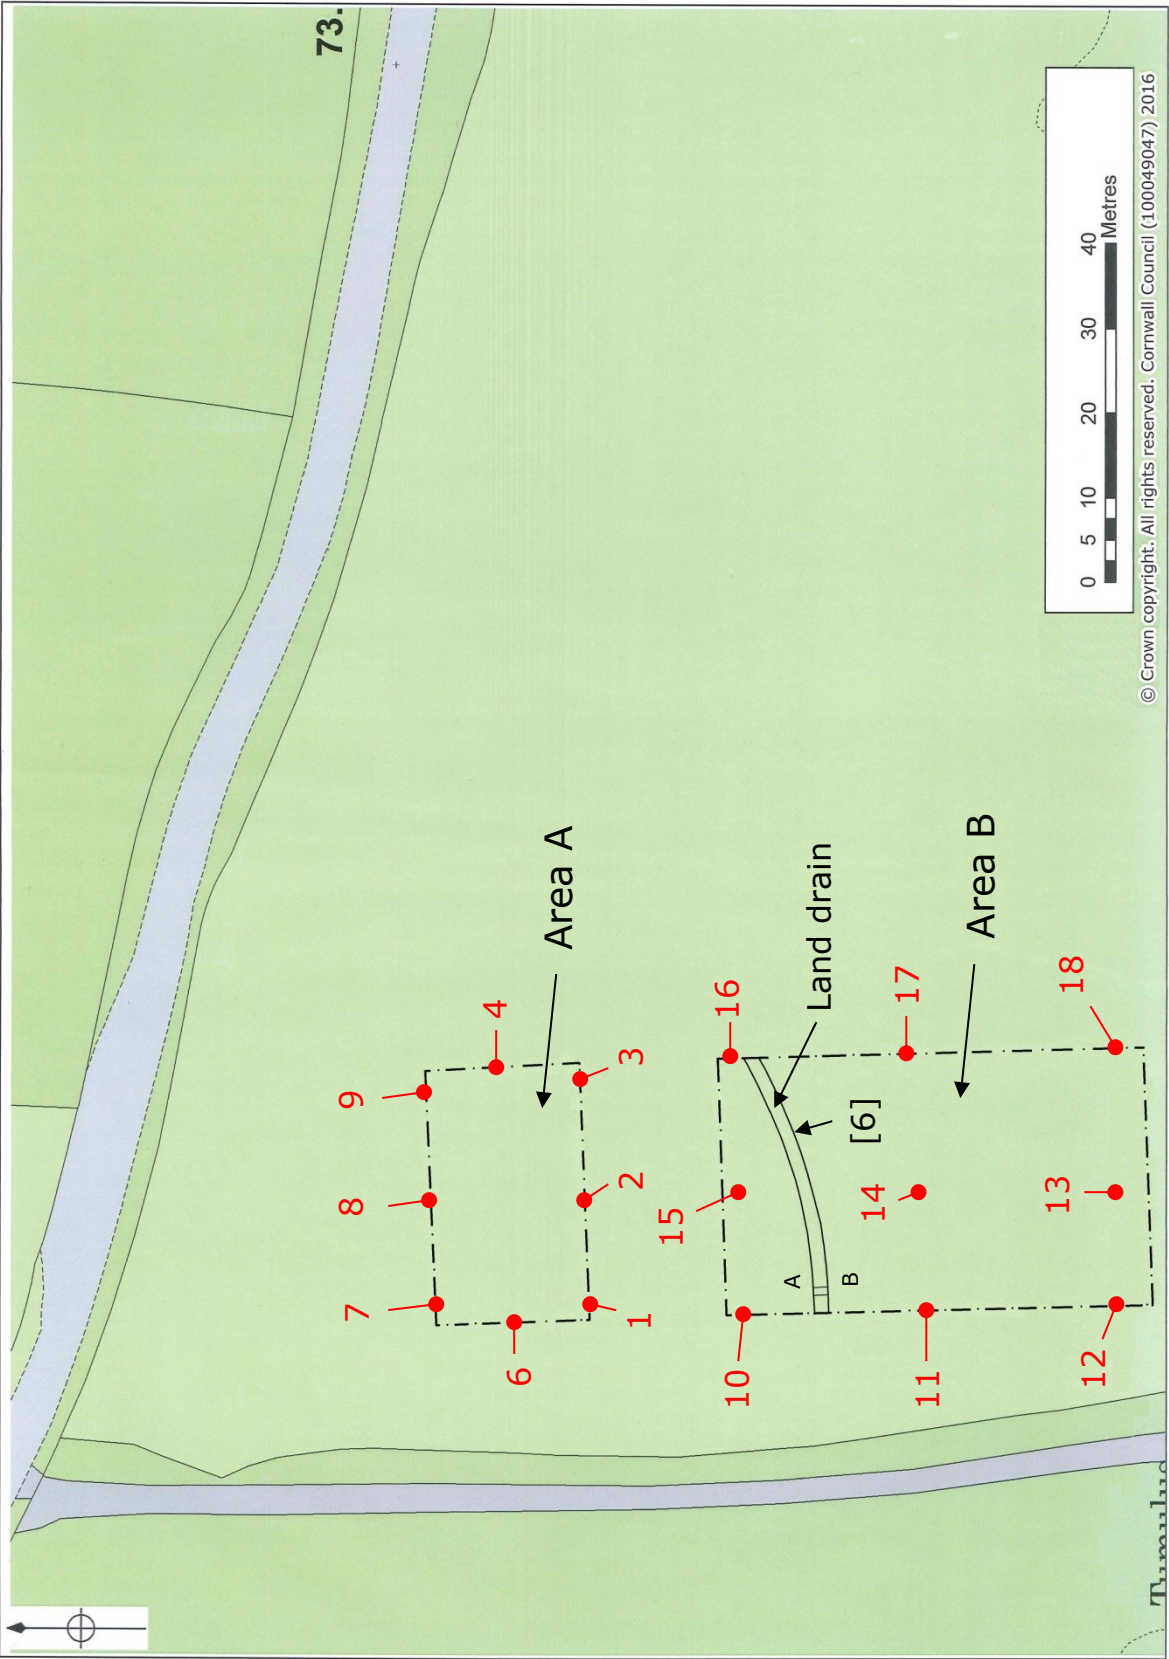 73.
9
8
7
4
Area A
6
3
2
1
16
Land drain
15
17
Area B
[6]
18
14
13
A
B
10
11
12
0 5 10 20 30 40
Metres
© Crown copyright. All rights reserved. Cornwall Council (100049047) 2016
Tumulus